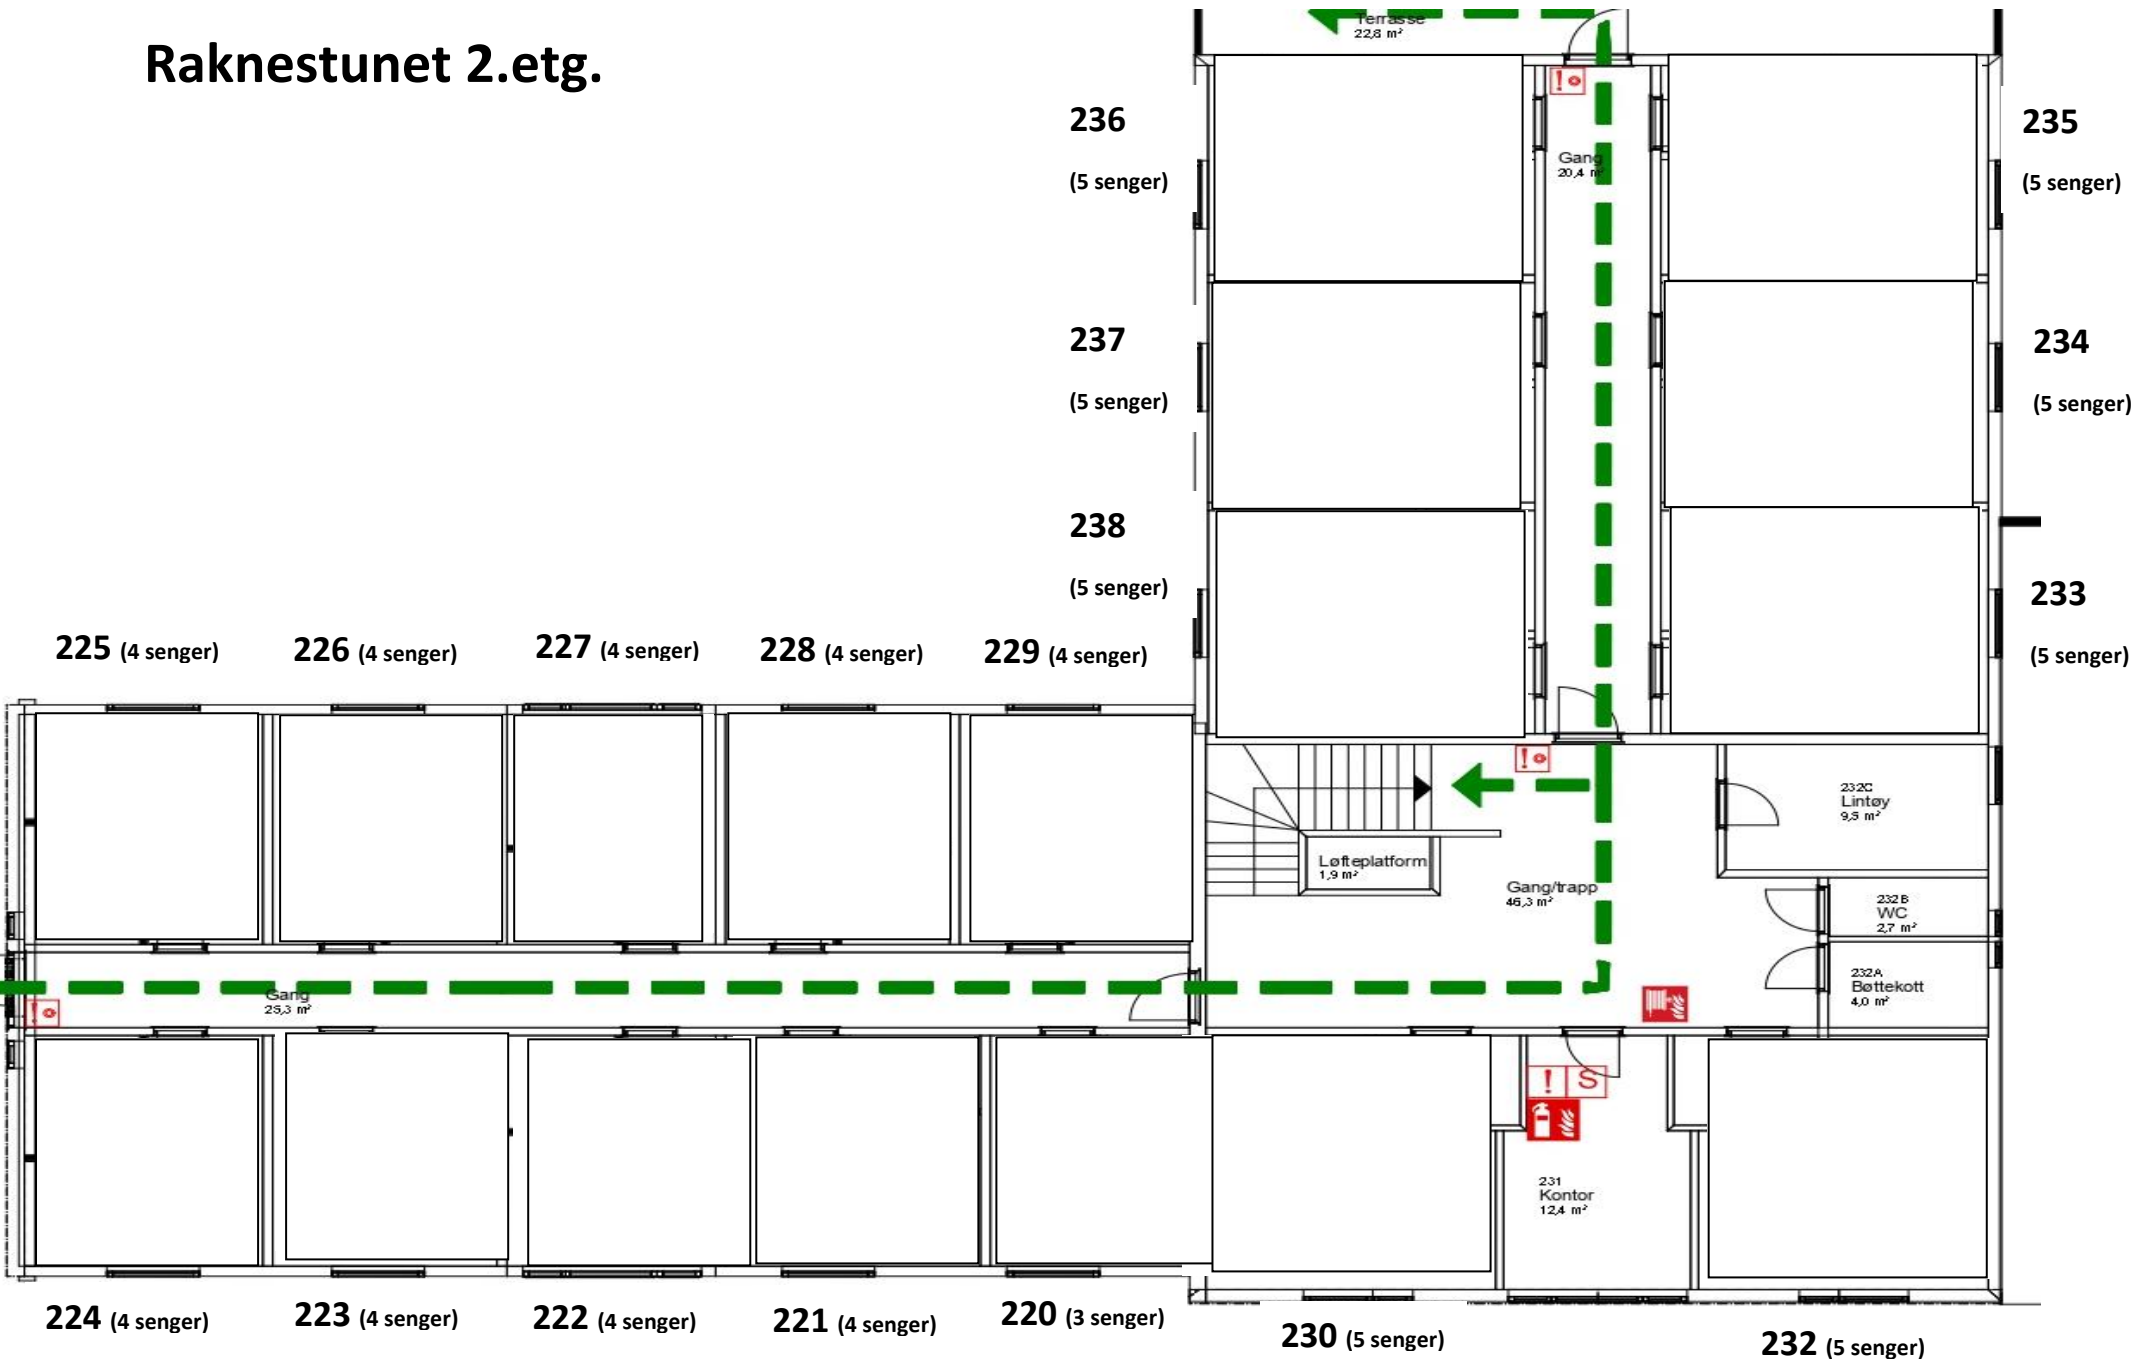 Raknestunet 2.etg.
Terrasse
22,8 m²
236
(5 senger)
235
(5 senger)
Gang
20,4 m²
237
(5 senger)
234
(5 senger)
238
(5 senger)
233
(5 senger)
225 (4 senger)
226 (4 senger)
227 (4 senger)
228 (4 senger)
229 (4 senger)
232C
Lintøy
9,5 m²
Løfteplatform
1,9 m²
Gang/trapp
46,3 m²
232B
WC
2,7 m²
232A
Bøttekott
4,0 m²
Gang
25,3 m²
! S
231
Kontor
12,4 m²
224 (4 senger)
223 (4 senger)
222 (4 senger)
221 (4 senger)
220 (3 senger)
230 (5 senger)
232 (5 senger)